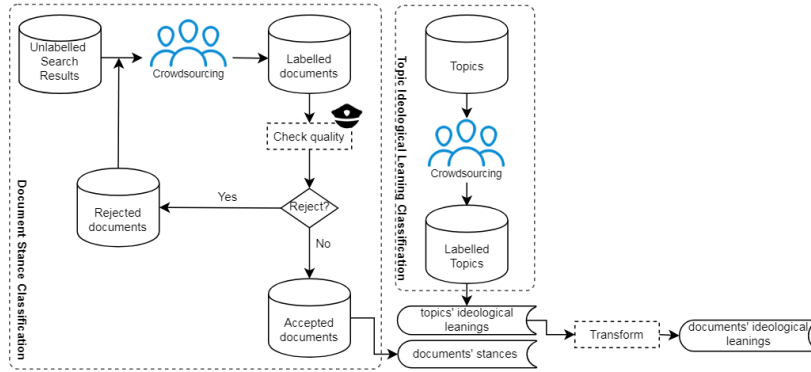 Unlabelled
Search
Results
Crowdsourcing
Labelled
documents
Check quality
Reject?
Yes
No
Rejected
documents
Accepted
documents
Document Stance Classification
Topics
Crowdsourcing
Labelled
Topics
Topic Ideological Leaning Classification
topics' ideological
leanings
documents' stances
Transform
documents' ideological
leanings